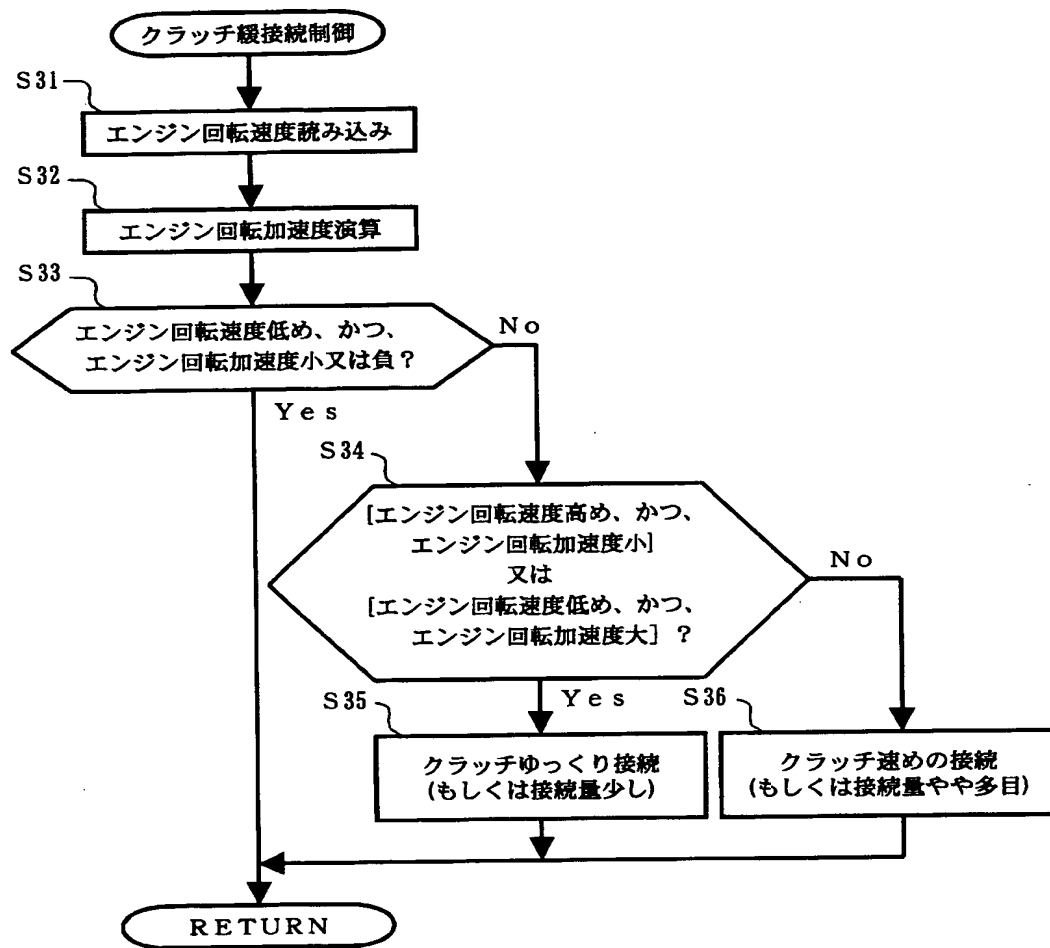 クラッチ緩接続制御
S31
エンジン回転速度読み込み
S32
エンジン回転加速度演算
S33
エンジン回転速度低め、かつ、
エンジン回転加速度小又は負?
No
Yes
S34
[エンジン回転速度高め、かつ、
エンジン回転加速度小]
又は
[エンジン回転速度低め、かつ、
エンジン回転加速度大] ?
No
Yes
S35
クラッチゆっくり接続
(もしくは接続量少し)
S36
クラッチ速めの接続
(もしくは接続量やや多目)
RETURN